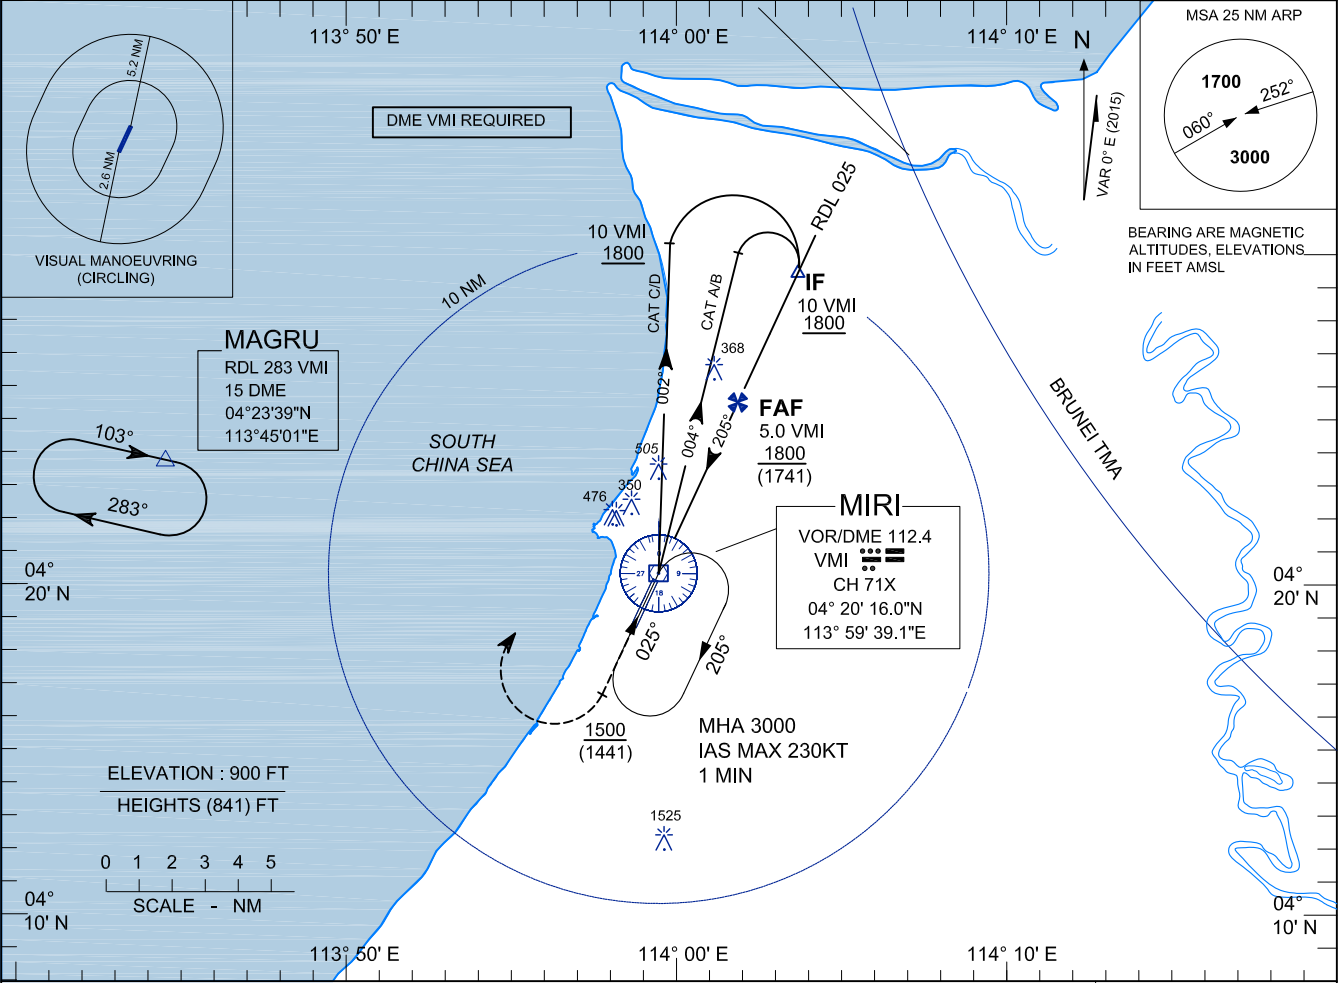 113° 50' E
114° 00' E
114° 10' E
N
VAR 0° E (2015)
MSA 25 NM ARP
1700
252°
060°
3000
BEARING ARE MAGNETIC
ALTITUDES, ELEVATIONS
IN FEET AMSL
5.2 NM
2.6 NM
VISUAL MANOEUVRING
(CIRCLING)
DME VMI REQUIRED
RDL 025
10 VMI
1800
10 NM
CAT C/D
CAT A/B
IF
10 VMI
1800
MAGRU
RDL 283 VMI
15 DME
04°23'39"N
113°45'01"E
103°
283°
368
002°
004°
205°
FAF
5.0 VMI
1800
(1741)
BRUNEI TMA
SOUTH
CHINA SEA
505
350
476
MIRI
VOR/DME 112.4
VMI
CH 71X
04° 20' 16.0"N
113° 59' 39.1"E
27
9
18
04°
20' N
04°
20' N
025°
205°
1500
(1441)
MHA 3000
IAS MAX 230KT
1 MIN
ELEVATION : 900 FT
HEIGHTS (841) FT
1525
0 1 2 3 4 5
SCALE - NM
04°
10' N
04°
10' N
113° 50' E
114° 00' E
114° 10' E